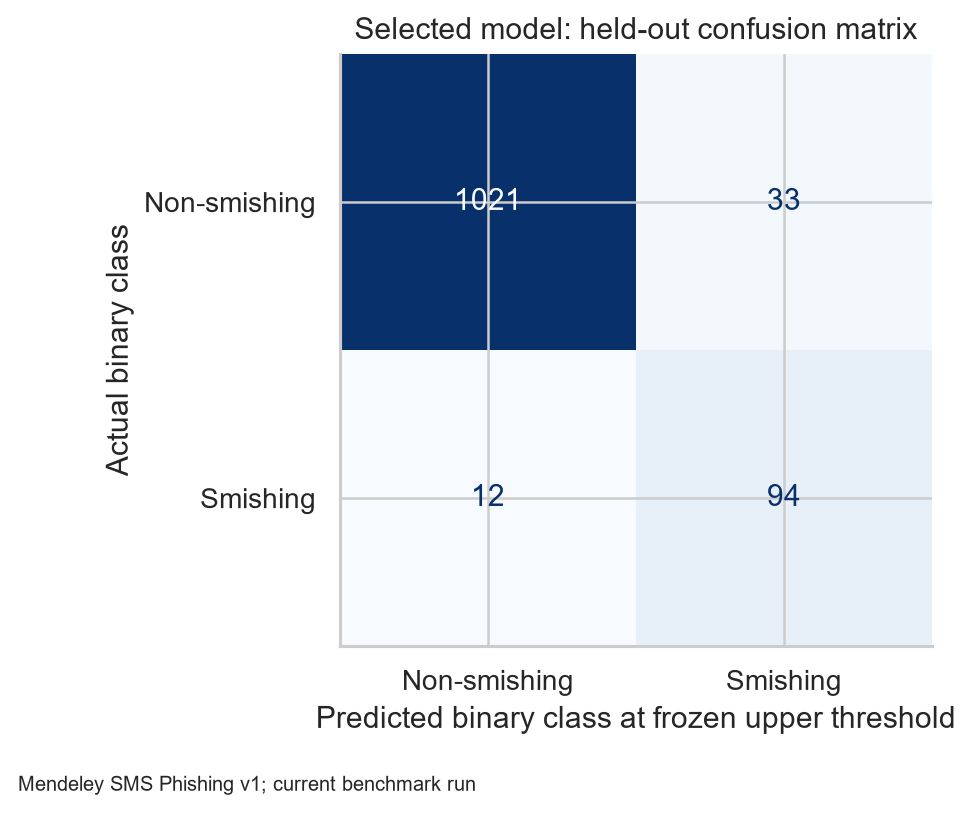 Selected model: held-out confusion matrix
Actual binary class
Non-smishing
1021
33
Smishing
12
94
Non-smishing
Smishing
Predicted binary class at frozen upper threshold
Mendeley SMS Phishing v1; current benchmark run